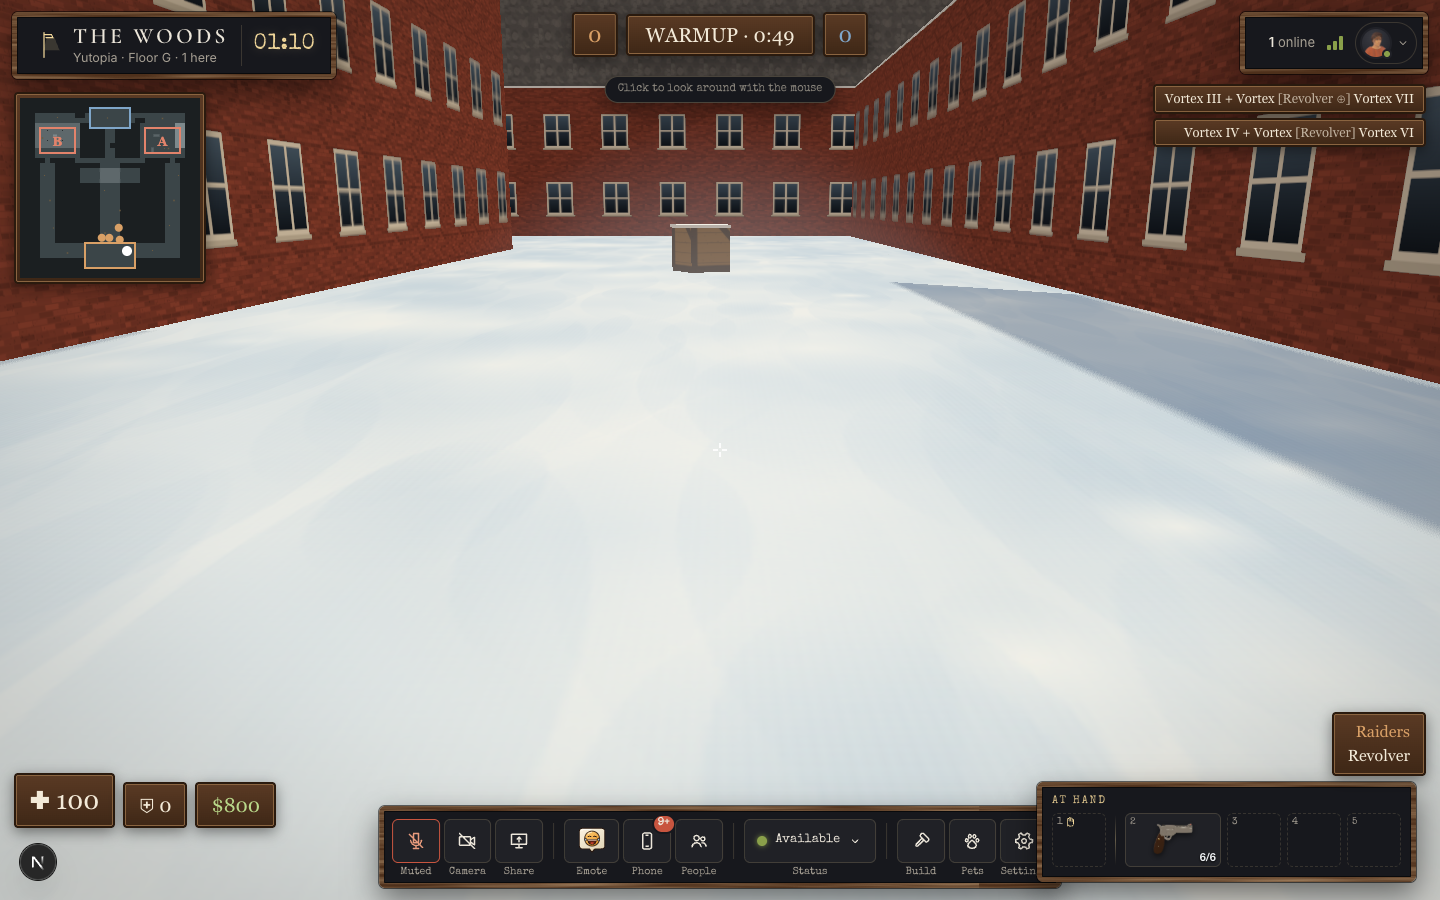 THE WOODS
Yutopia · Floor G · 1 here
01:10
0
WARMUP · 0:49
0
Click to look around with the mouse
1 online
Vortex III + Vortex [Revolver ⊕] Vortex VII
Vortex IV + Vortex [Revolver] Vortex VI
B
A
Raiders
Revolver
100
0
$800
N
Muted
Camera
Share
Emote
9+
Phone
People
Available
Status
Build
Pets
Settin
AT HAND
1
2
6/6
3
4
5